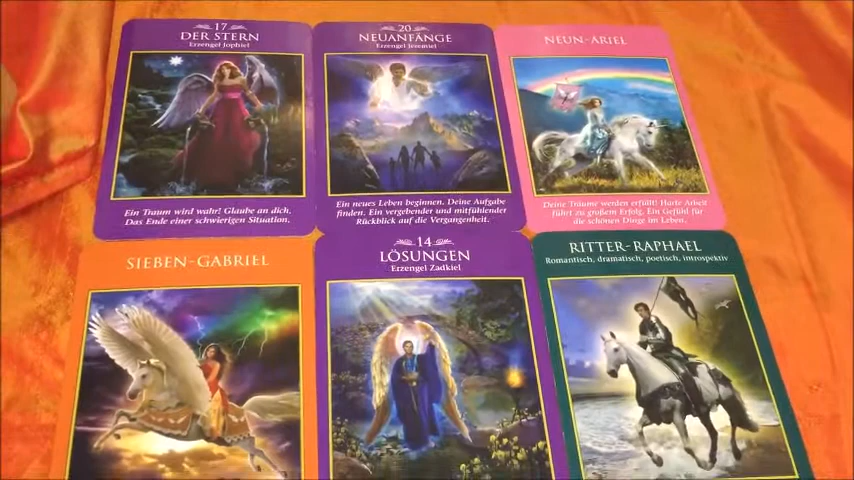 17
DER STERN
Erzengel Jophiel
Ein Traum wird wahr! Glaube an dich,
Das Ende einer schwierigen Situation.
20
NEUANFÄNGE
Erzengel Jeremiel
Ein neues Leben beginnen. Deine Aufgabe
finden. Ein vergebender und mitfühlender
Rückblick auf die Vergangenheit.
NEUN-ARIEL
Deine Träume werden erfüllt! Harte Arbeit
führt zu großem Erfolg. Ein Gefühl für
die schönen Dinge im Leben.
SIEBEN-GABRIEL
14
LÖSUNGEN
Erzengel Zadkiel
RITTER-RAPHAEL
Romantisch, dramatisch, poetisch, introspektiv